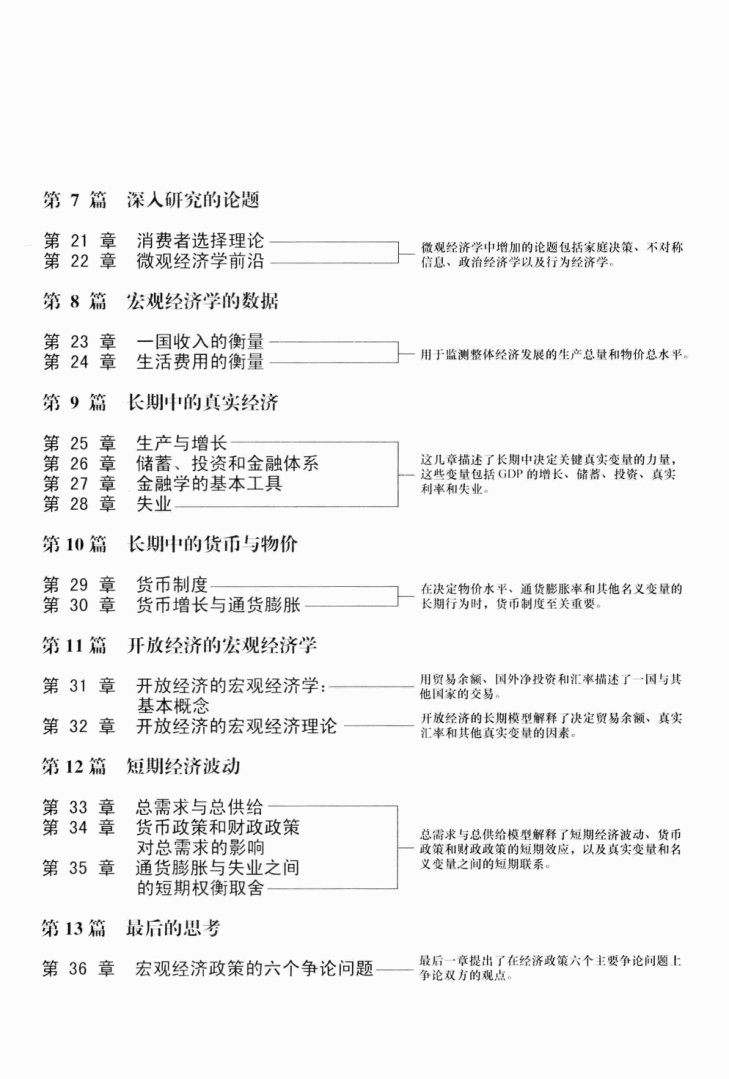 第 7 篇 深入研究的论题
第 21 章 消费者选择理论
第 22 章 微观经济学前沿
微观经济学中增加的论题包括家庭决策、不对称
信息、政治经济学以及行为经济学。
第 8 篇 宏观经济学的数据
第 23 章 一国收入的衡量
第 24 章 生活费用的衡量
用于监测整体经济发展的生产总量和物价总水平。
第 9 篇 长期中的真实经济
第 25 章 生产与增长
第 26 章 储蓄、投资和金融体系
第 27 章 金融学的基本工具
第 28 章 失业
这几章描述了长期中决定关键真实变量的力量，
这些变量包括 GDP 的增长、储蓄、投资、真实
利率和失业。
第 10 篇 长期中的货币与物价
第 29 章 货币制度
第 30 章 货币增长与通货膨胀
在决定物价水平、通货膨胀率和其他名义变量的
长期行为时，货币制度至关重要。
第 11 篇 开放经济的宏观经济学
第 31 章 开放经济的宏观经济学：
基本概念
用贸易余额、国外净投资和汇率描述了一国与其
他国家的交易。
第 32 章 开放经济的宏观经济理论
开放经济的长期模型解释了决定贸易余额、真实
汇率和其他真实变量的因素。
第 12 篇 短期经济波动
第 33 章 总需求与总供给
第 34 章 货币政策和财政政策
对总需求的影响
第 35 章 通货膨胀与失业之间
的短期权衡取舍
总需求与总供给模型解释了短期经济波动、货币
政策和财政政策的短期效应，以及真实变量和名
义变量之间的短期联系。
第 13 篇 最后的思考
第 36 章 宏观经济政策的六个争论问题
最后一章提出了在经济政策六个主要争论问题上
争论双方的观点。